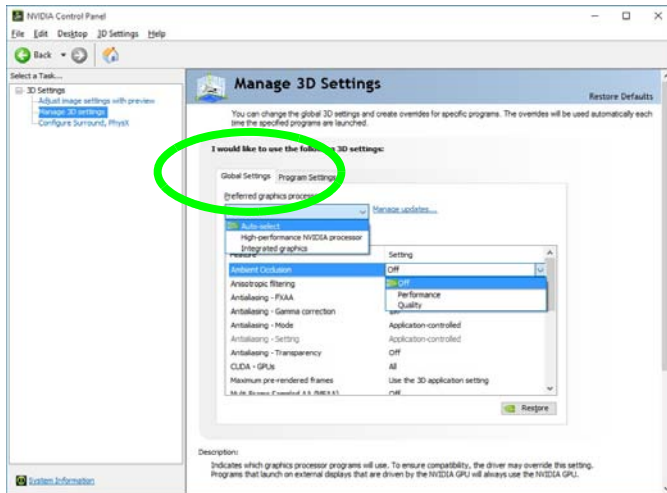 NVIDIA Control Panel
File Edit Desktop 3D Settings Help
Back
Select a Task...
3D Settings
Adjust image settings with preview
Manage 3D settings
Configure Surround, PhysX
Manage 3D Settings
Restore Defaults
You can change the global 3D settings and create overrides for specific programs. The overrides will be used automatically each
time the specified programs are launched.
I would like to use the following 3D settings:
Global Settings
Program Settings
Preferred graphics processor
Manage updates...
Auto-select
High-performance NVIDIA processor
Integrated graphics
Feature
Setting
Ambient Occlusion
Off
Anisotropic filtering
Off
Performance
Antialiasing - FXAA
Quality
Antialiasing - Gamma correction
Antialiasing - Mode
Application-controlled
Antialiasing - Setting
Application-controlled
Antialiasing - Transparency
Off
CUDA - GPUs
All
Maximum pre-rendered frames
Use the 3D application setting
Off
Restore
Description:
Indicates which graphics processor programs will use. To ensure compatibility, the driver may override this setting.
Programs that launch on external displays that are driven by the NVIDIA GPU will always use the NVIDIA GPU.
System Information